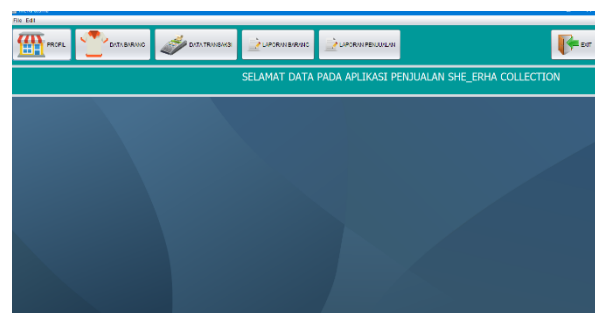 File Edit
PROFIL DATA BARANG DATA TRANSAKSI LAPORAN BARANG LAPORAN PENJUALAN EXIT
SELAMAT DATA PADA APLIKASI PENJUALAN SHE_ERHA COLLECTION